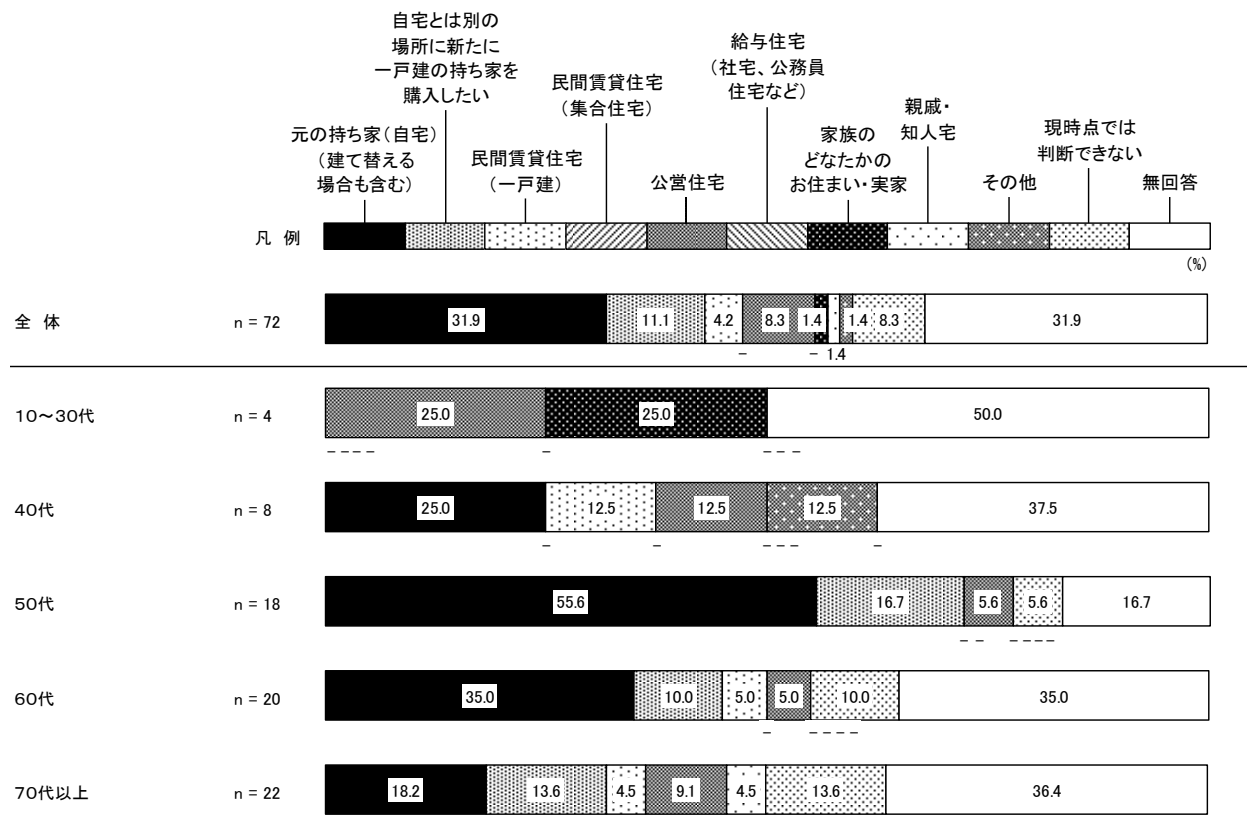 自宅とは別の
場所に新たに
一戸建の持ち家を
購入したい
民間賃貸住宅
(集合住宅)
給与住宅
(社宅、公務員
住宅など)
親戚・
知人宅
元の持ち家(自宅)
(建て替える
場合も含む)
民間賃貸住宅
(一戸建)
公営住宅
家族の
どなたかの
お住まい・実家
その他
現時点では
判断できない
無回答
凡 例
(%)
全 体 n = 72 31.9 11.1 4.2 8.3 1.4 1.4 8.3 31.9
- - 1.4
10~30代 n = 4 25.0 25.0 50.0
- - - - - - - -
40代 n = 8 25.0 12.5 12.5 12.5 37.5
- - - - - -
50代 n = 18 55.6 16.7 5.6 5.6 16.7
- - - - - -
60代 n = 20 35.0 10.0 5.0 5.0 10.0 35.0
- - - - -
70代以上 n = 22 18.2 13.6 4.5 9.1 4.5 13.6 36.4